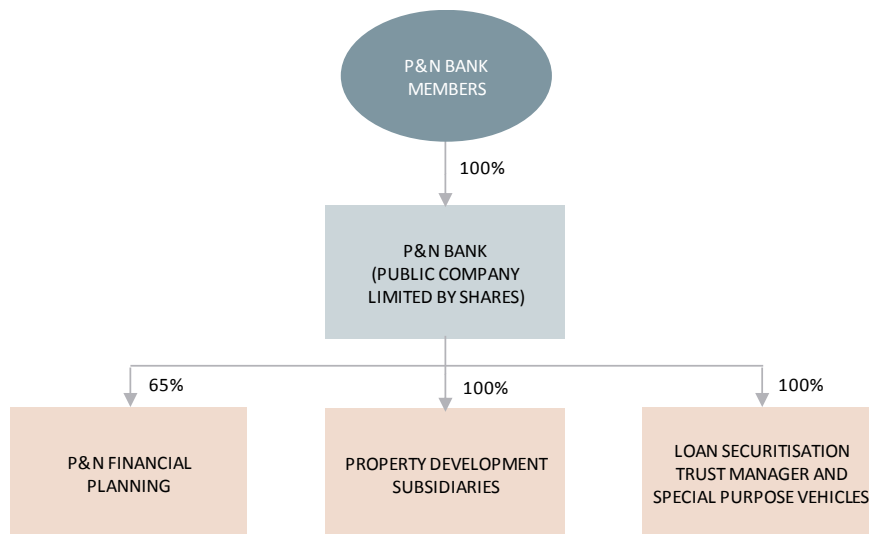 P&N BANK
MEMBERS
100%
P&N BANK
(PUBLIC COMPANY
LIMITED BY SHARES)
65%
100%
100%
P&N FINANCIAL
PLANNING
PROPERTY DEVELOPMENT
SUBSIDIARIES
LOAN SECURITISATION
TRUST MANAGER AND
SPECIAL PURPOSE VEHICLES